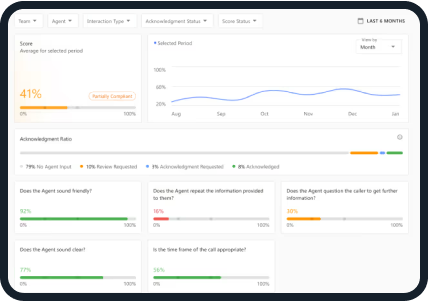 Team
Agent
Interaction Type
Acknowledgment Status
Score Status
LAST 6 MONTHS
Score
Average for selected period
41%
Partially Compliant
0%
100%
Selected Period
View by
Month
100%
60%
20%
Aug
Sep
Oct
Nov
Dec
Jan
Acknowledgment Ratio
79% No Agent Input
10% Review Requested
3% Acknowledgment Requested
8% Acknowledged
Does the Agent sound friendly?
92%
0%
100%
Does the Agent repeat the information provided
to them?
18%
0%
100%
Does the Agent question the caller to get further
information?
30%
0%
100%
Does the Agent sound clear?
77%
0%
100%
Is the time frame of the call appropriate?
56%
0%
100%